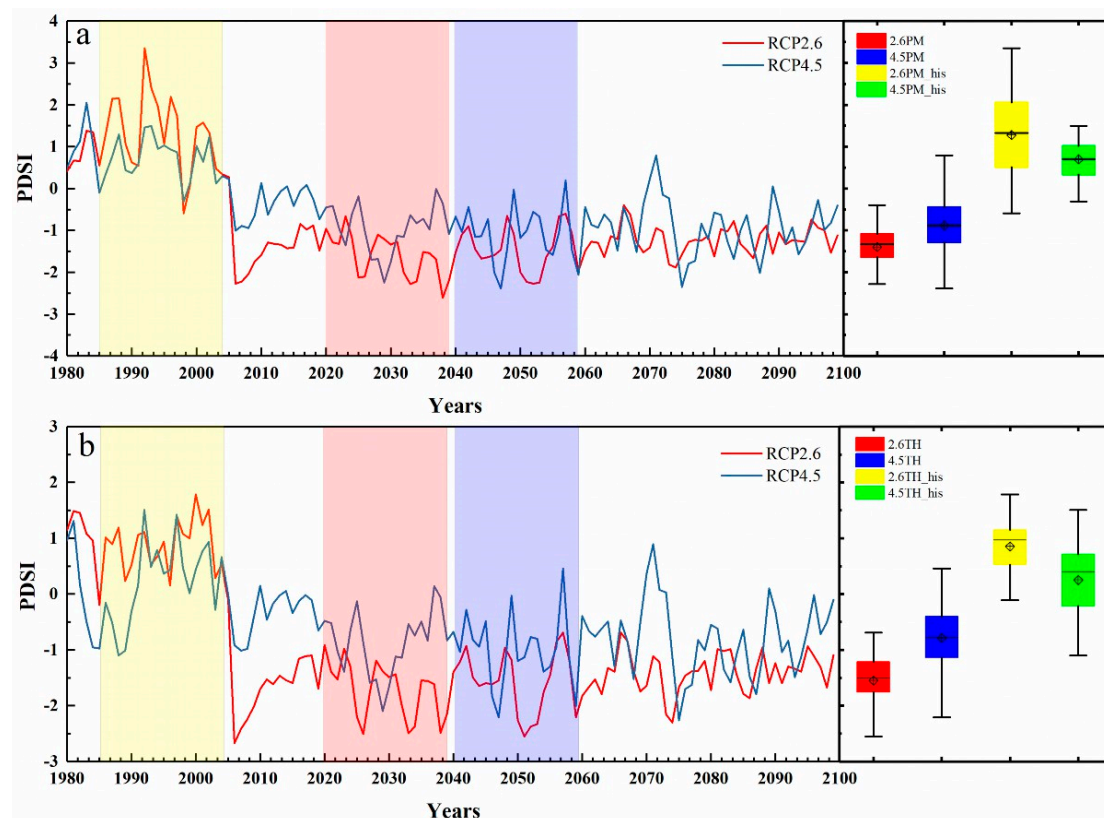 a
RCP2.6
RCP4.5
2.6PM
4.5PM
2.6PM_his
4.5PM_his
4
3
2
1
0
-1
-2
-3
-4
PDSI
1980 1990 2000 2010 2020 2030 2040 2050 2060 2070 2080 2090 2100
Years
b
RCP2.6
RCP4.5
2.6TH
4.5TH
2.6TH_his
4.5TH_his
3
2
1
0
-1
-2
-3
PDSI
1980 1990 2000 2010 2020 2030 2040 2050 2060 2070 2080 2090 2100
Years